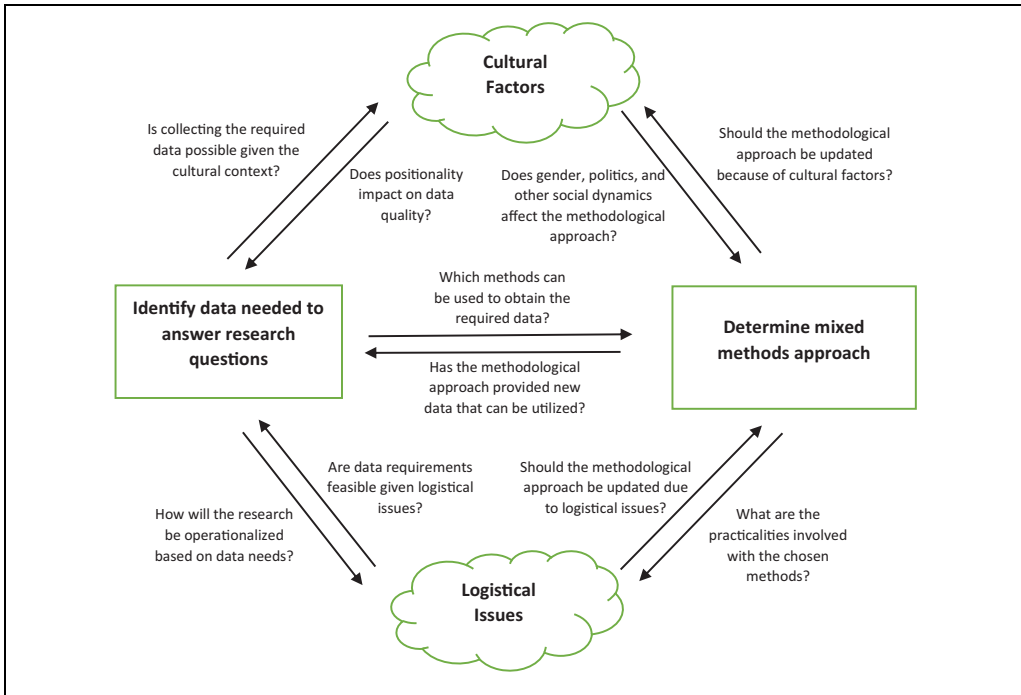 Cultural
Factors
Is collecting the required
data possible given the
cultural context?
Does positionality
impact on data
quality?
Does gender, politics, and
other social dynamics
affect the methodological
approach?
Should the methodological
approach be updated
because of cultural factors?
Identify data needed to
answer research
questions
Which methods can
be used to obtain the
required data?
Has the methodological
approach provided new
data that can be utilized?
Determine mixed
methods approach
How will the research
be operationalized
based on data needs?
Are data requirements
feasible given logistical
issues?
Should the methodological
approach be updated due
to logistical issues?
What are the
practicalities involved
with the chosen
methods?
Logistical
Issues